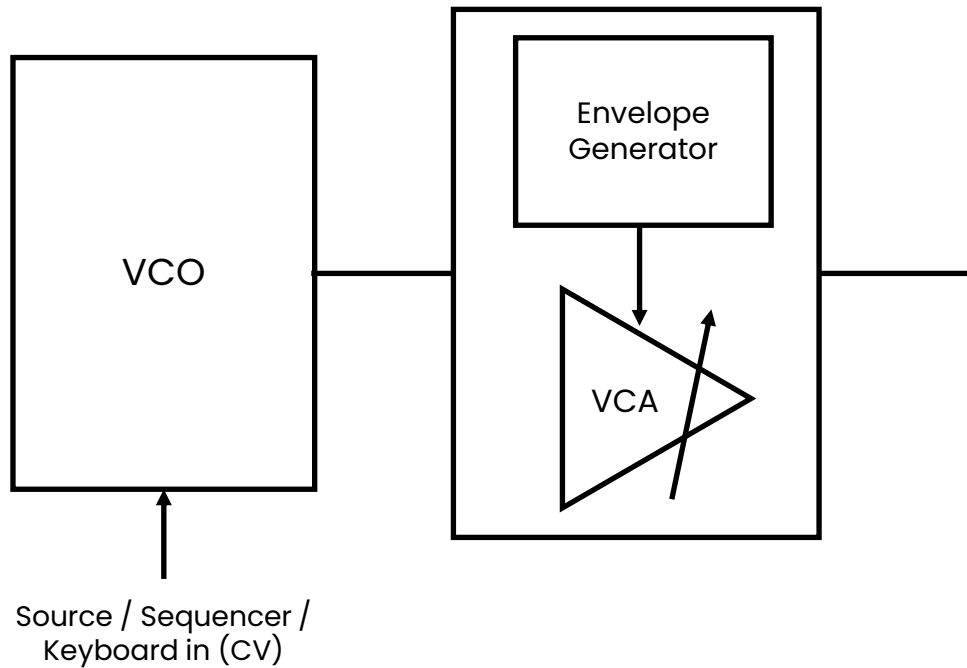 Envelope
Generator
VCO
VCA
Source / Sequencer /
Keyboard in (CV)